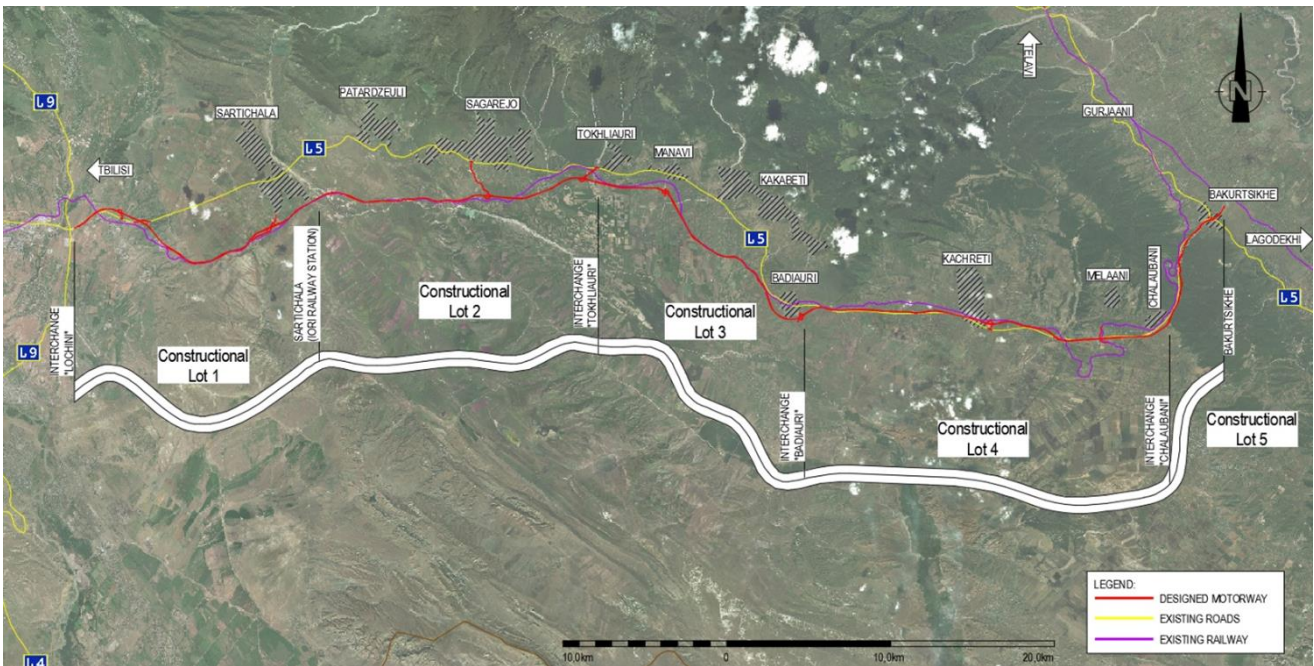 ს9
TELAVI
N
PATARDZEULI
SAGAREJO
SARTICHALA
GURJAANI
ს5
TOKHLIAURI
MANAVI
TBILISI
KAKABETI
BAKURTSIKHE
LAGODEKHI
ს5
KACHRETI
MELAANI
CHALAUBANI
BADIAURI
ს5
INTERCHANGE
"LOCHINI"
SARTICHALA
(IORI RAILWAY STATION)
Constructional
Lot 2
INTERCHANGE
"TOKHLIAURI"
Constructional
Lot 3
BAKURTSIKHE
ს9
Constructional
Lot 1
INTERCHANGE
"BADIAURI"
Constructional
Lot 4
INTERCHANGE
"CHALAUBANI"
Constructional
Lot 5
LEGEND:
DESIGNED MOTORWAY
EXISTING ROADS
EXISTING RAILWAY
10,0km 0 10,0km 20,0km
ს4